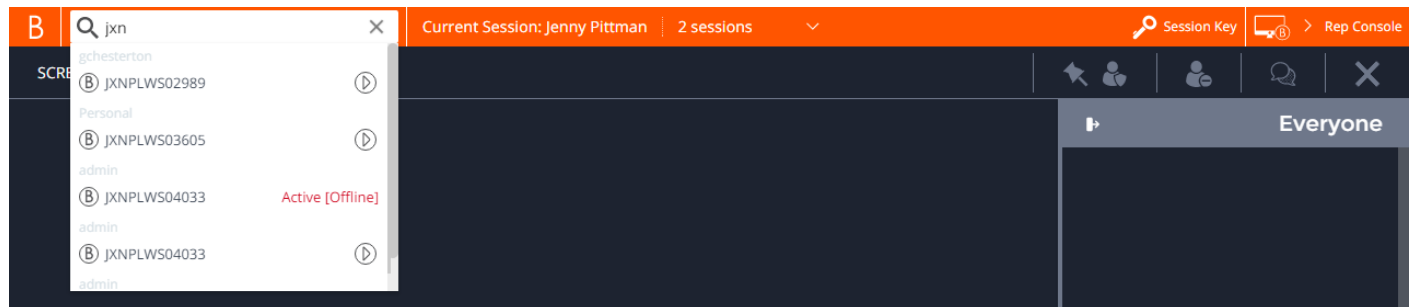 B
jxn
Current Session: Jenny Pittman
2 sessions
Session Key
B
Rep Console
SCRE
gchesterton
B JXNPLWS02989
Personal
B JXNPLWS03605
admin
B JXNPLWS04033
Active [Offline]
admin
B JXNPLWS04033
admin
Everyone